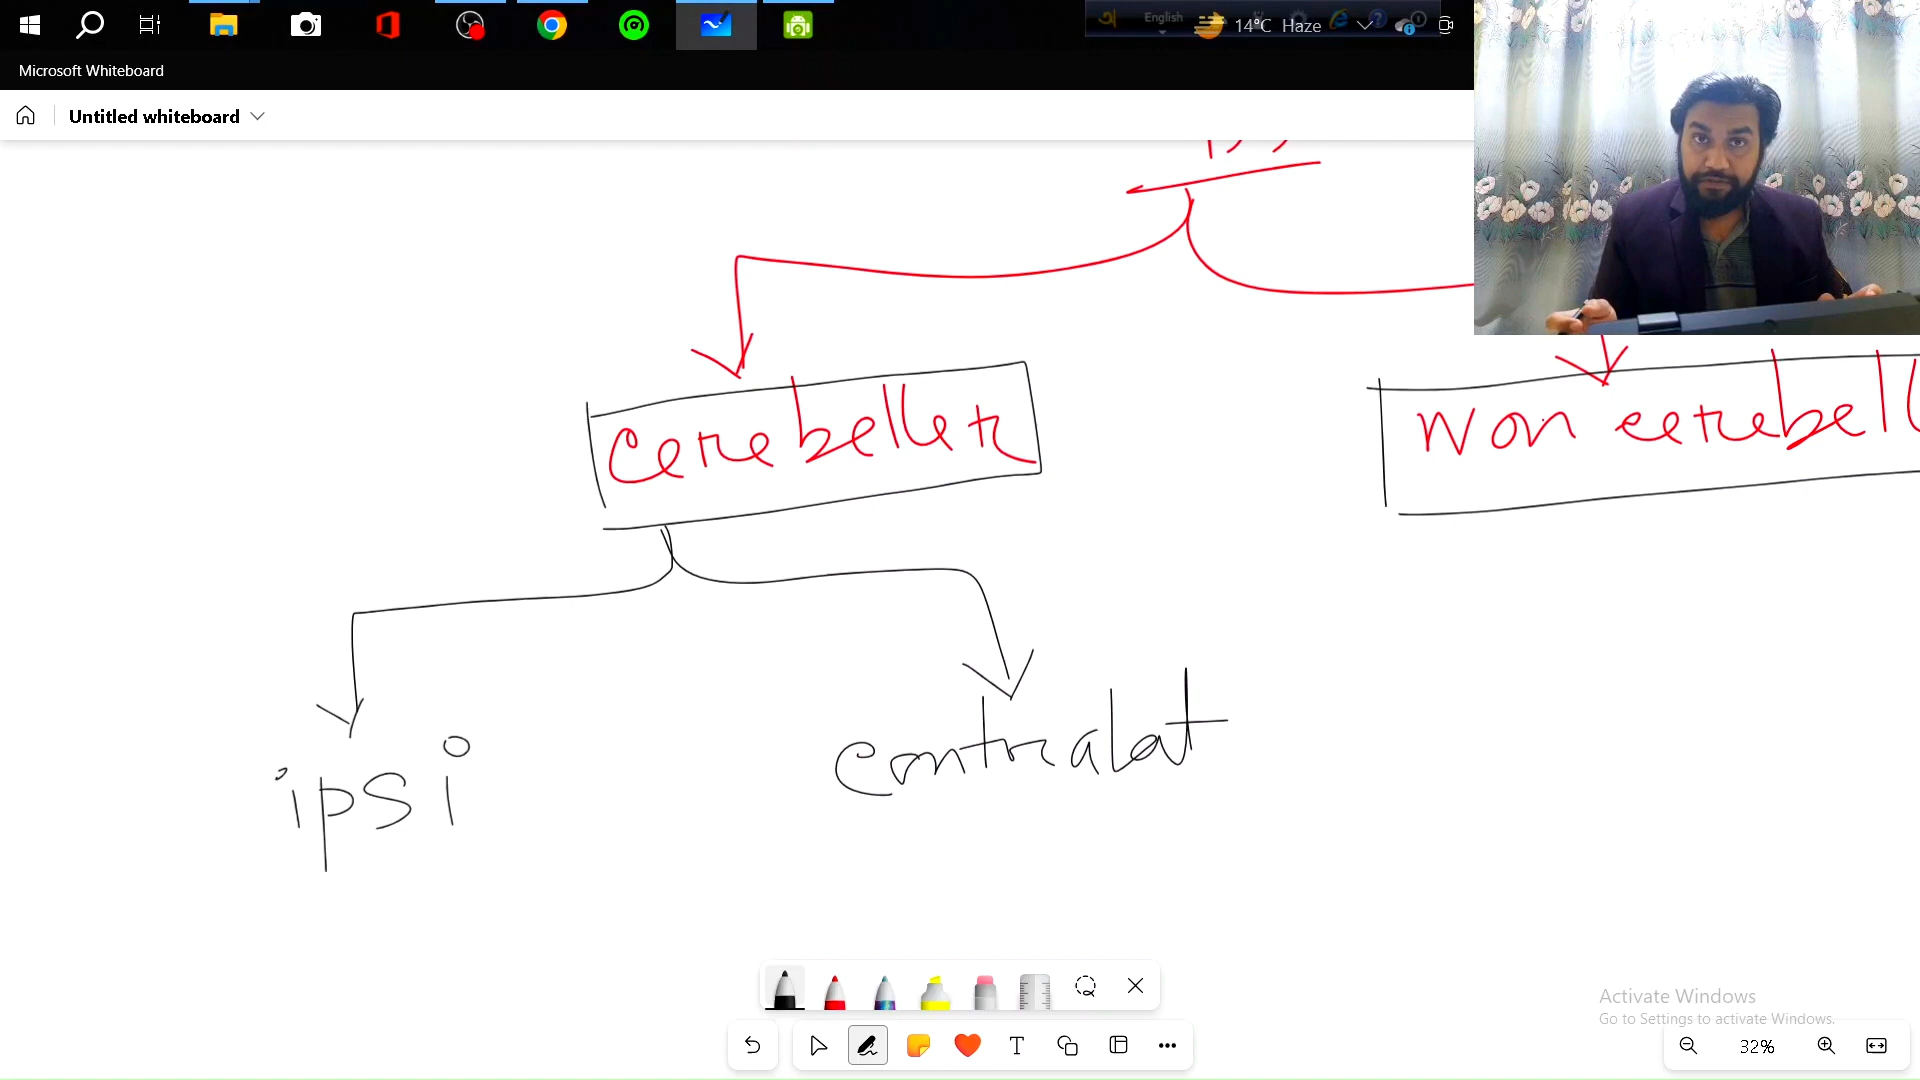 English
14°C Haze
Microsoft Whiteboard
Untitled whiteboard
Cerebeller
Non cerebell
ipsi
contralat
Activate Windows
Go to Settings to activate Windows.
32%